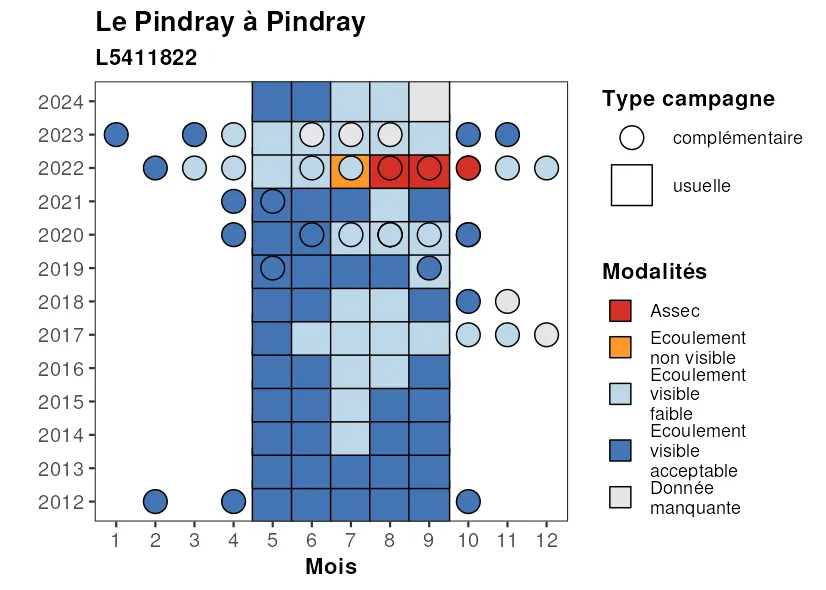 Le Pindray à Pindray
L5411822
2024
2023
2022
2021
2020
2019
2018
2017
2016
2015
2014
2013
2012
1 2 3 4 5 6 7 8 9 10 11 12
Mois
Type campagne
complémentaire
usuelle
Modalités
Assec
Ecoulement
non visible
Ecoulement
visible
faible
Ecoulement
visible
acceptable
Donnée
manquante